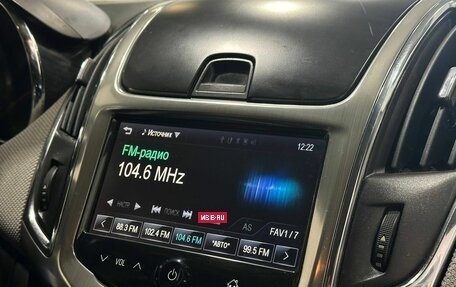 Источник
12:22
FM-радио
104.6 MHz
НАСТР
ПОИСК
AS
FAV1 / 7
88.3 FM
102.4 FM
104.6 FM
"АВТО"
99.5 FM
VOL